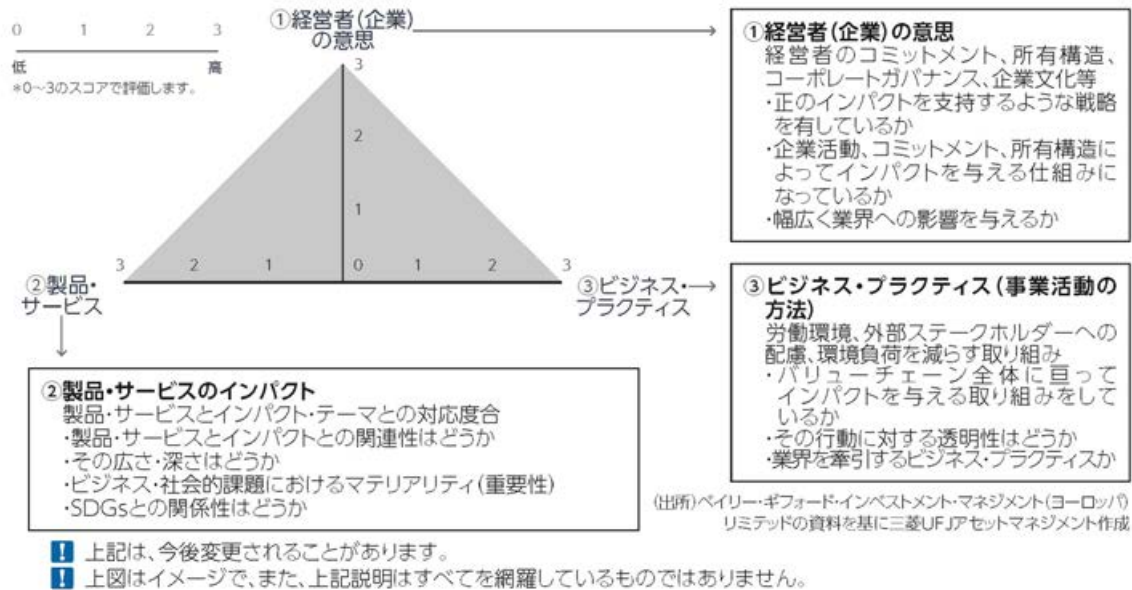 0 1 2 3
低 高
*0～3のスコアで評価します。
①経営者(企業)
の意思
3
2
1
3 2 1 0 1 2 3
②製品・
サービス
③ビジネス・
プラクティス
①経営者(企業)の意思
経営者のコミットメント、所有構造、
コーポレートガバナンス、企業文化等
・正のインパクトを支持するような戦略
を有しているか
・企業活動、コミットメント、所有構造に
よってインパクトを与える仕組みに
なっているか
・幅広く業界への影響を与えるか
③ビジネス・プラクティス(事業活動の
方法)
労働環境、外部ステークホルダーへの
配慮、環境負荷を減らす取り組み
・バリューチェーン全体に亘って
インパクトを与える取り組みをして
いるか
・その行動に対する透明性はどうか
・業界を牽引するビジネス・プラクティスか
②製品・サービスのインパクト
製品・サービスとインパクト・テーマとの対応度合
・製品・サービスとインパクトとの関連性はどうか
・その広さ・深さはどうか
・ビジネス・社会的課題におけるマテリアリティ(重要性)
・SDGsとの関係性はどうか
(出所)ベイリー・ギフォード・インベストメント・マネジメント(ヨーロッパ)
リミテッドの資料を基に三菱UFJアセットマネジメント作成
! 上記は、今後変更されることがあります。
! 上図はイメージで、また、上記説明はすべてを網羅しているものではありません。